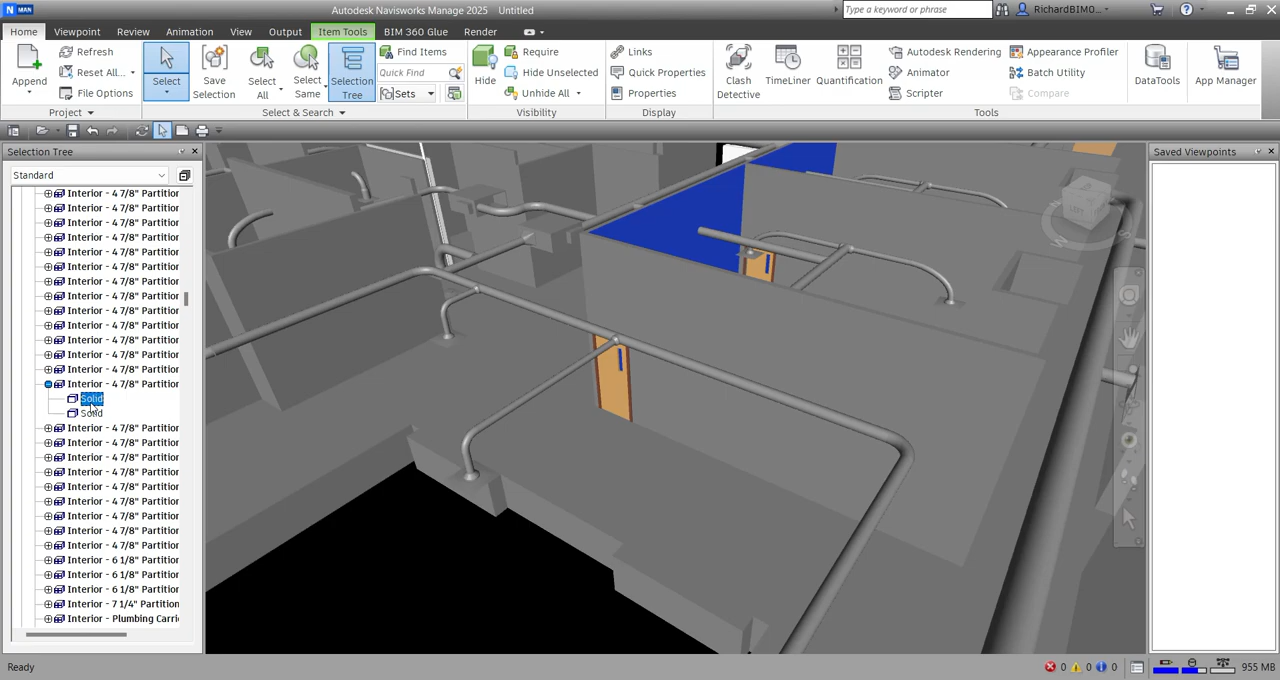 N MAN
Autodesk Navisworks Manage 2025 Untitled
Type a keyword or phrase
RichardBIMO...
Home Viewpoint Review Animation View Output Item Tools BIM 360 Glue Render
Append
Refresh
Reset All...
File Options
Project
Select
Save Selection
Select All
Select Same
Selection Tree
Find Items
Quick Find
Sets
Select & Search
Hide
Require
Hide Unselected
Unhide All
Visibility
Links
Quick Properties
Properties
Display
Clash Detective
TimeLiner
Quantification
Autodesk Rendering
Animator
Scripter
Appearance Profiler
Batch Utility
Compare
DataTools
App Manager
Tools
Selection Tree
Standard
Interior - 4 7/8" Partition
Interior - 4 7/8" Partition
Interior - 4 7/8" Partition
Interior - 4 7/8" Partition
Interior - 4 7/8" Partition
Interior - 4 7/8" Partition
Interior - 4 7/8" Partition
Interior - 4 7/8" Partition
Interior - 4 7/8" Partition
Interior - 4 7/8" Partition
Interior - 4 7/8" Partition
Interior - 4 7/8" Partition
Interior - 4 7/8" Partition
Interior - 4 7/8" Partition
Solid
Solid
Interior - 4 7/8" Partition
Interior - 4 7/8" Partition
Interior - 4 7/8" Partition
Interior - 4 7/8" Partition
Interior - 4 7/8" Partition
Interior - 4 7/8" Partition
Interior - 4 7/8" Partition
Interior - 4 7/8" Partition
Interior - 4 7/8" Partition
Interior - 6 1/8" Partition
Interior - 6 1/8" Partition
Interior - 6 1/8" Partition
Interior - 7 1/4" Partition
Interior - Plumbing Carri
LEFT
W
S
Saved Viewpoints
Ready
0 0 0
955 MB